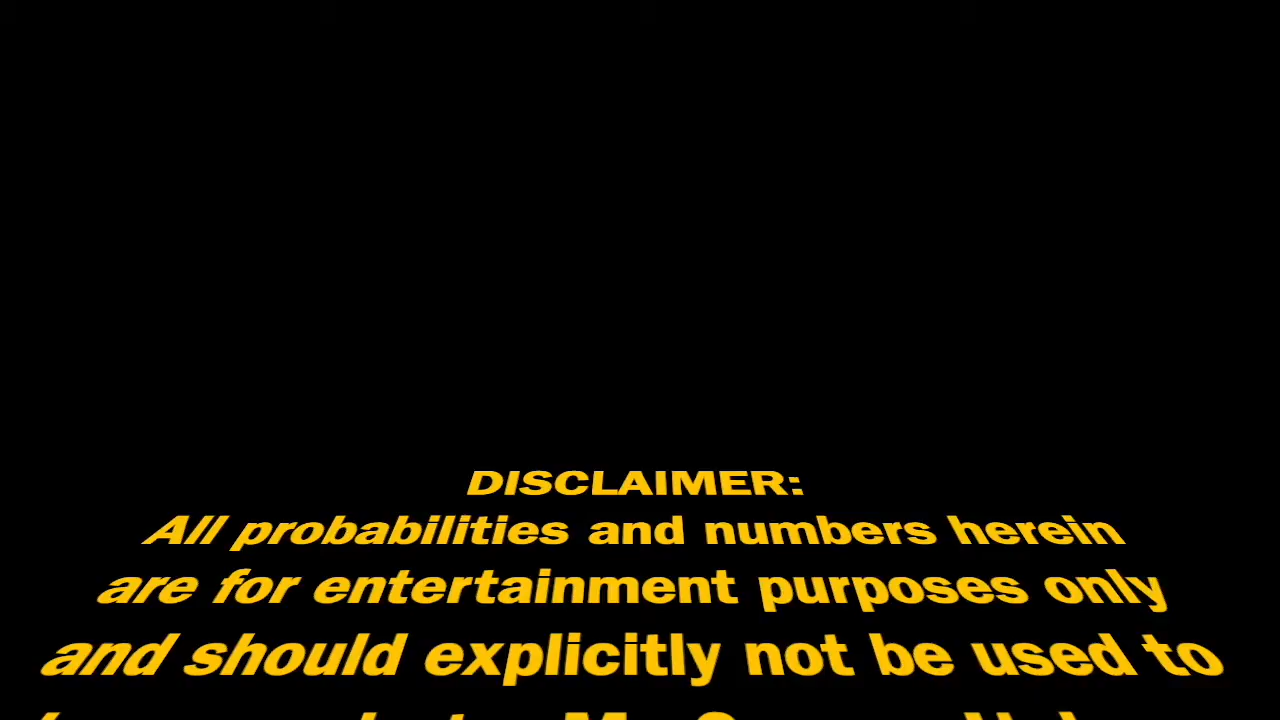 DISCLAIMER:
All probabilities and numbers herein
are for entertainment purposes only
and should explicitly not be used to